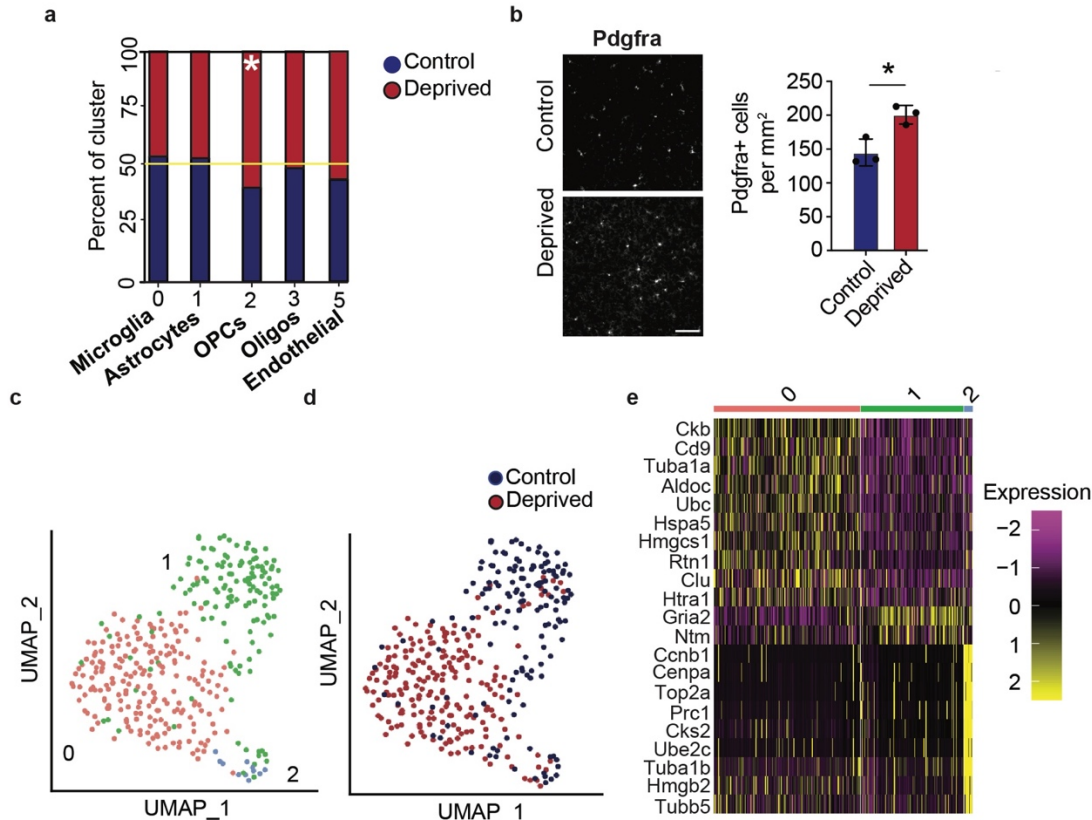 a
100
75
50
25
0
Percent of cluster
0 1 2 3 5
Microglia
Astrocytes
OPCs
Oligos
Endothelial
*
Control
Deprived
b
Pdgfra
Control
Deprived
*
250
200
150
100
50
0
Pdgfra+ cells
per mm²
Control
Deprived
c
1
0
2
UMAP_2
UMAP_1
d
Control
Deprived
UMAP_2
UMAP_1
e
0 1 2
Ckb
Cd9
Tuba1a
Aldoc
Ubc
Hspa5
Hmgcs1
Rtn1
Clu
Htra1
Gria2
Ntm
Ccnb1
Cenpa
Top2a
Prc1
Cks2
Ube2c
Tuba1b
Hmgb2
Tubb5
Expression
−2
−1
0
1
2